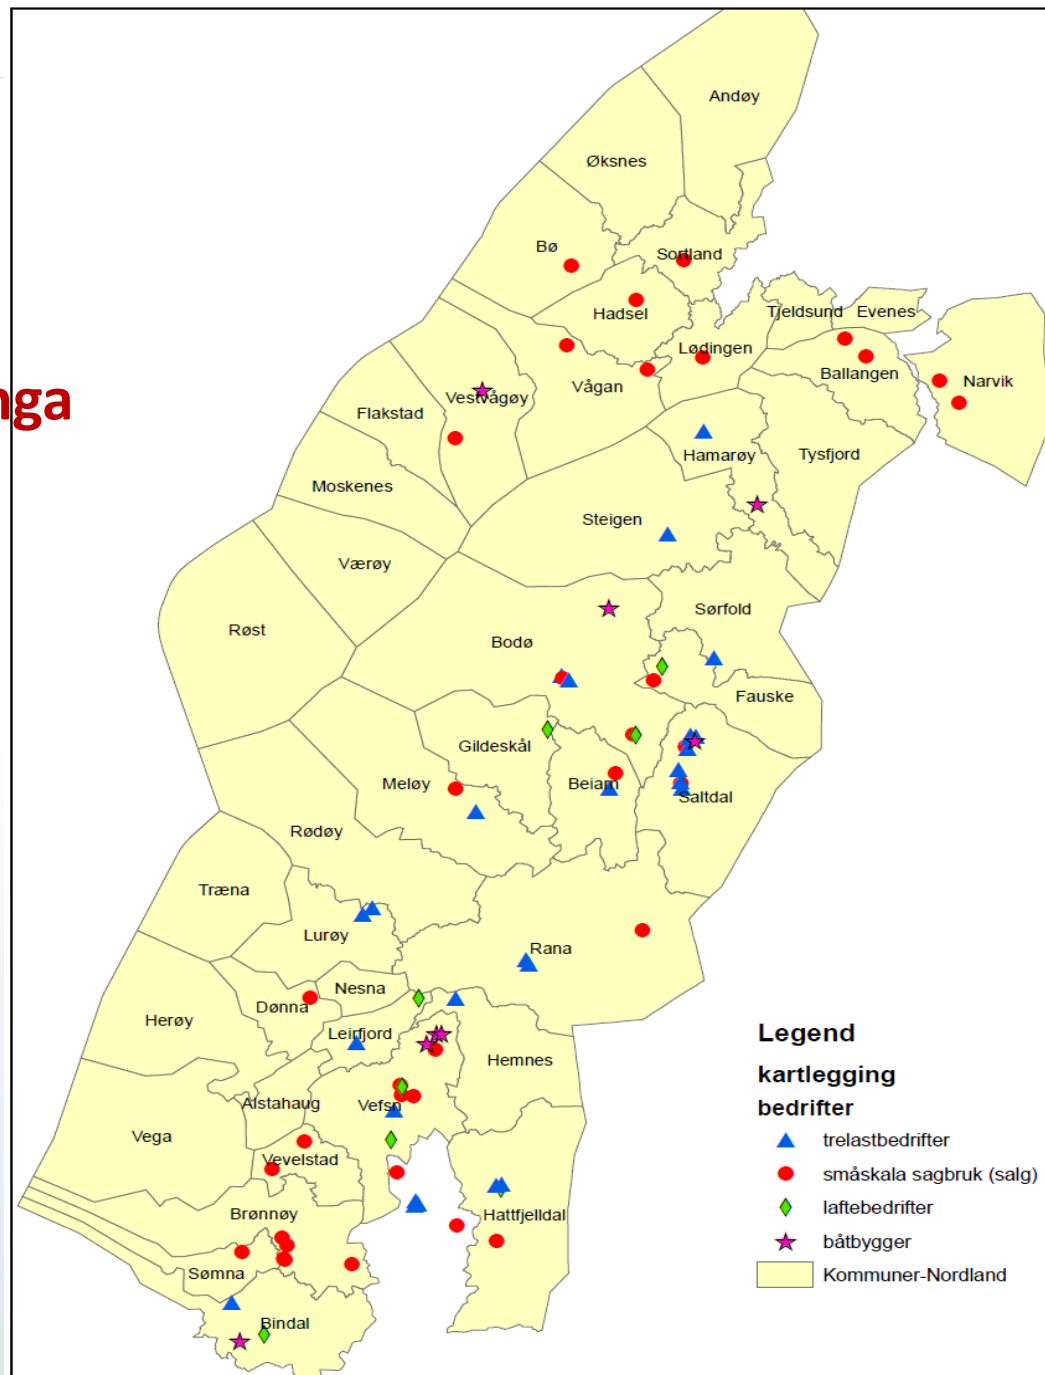 Andøy
Øksnes
Bø
Sortland
Tjeldsund
Evenes
Hadsel
Lødingen
Ballangen
Narvik
nga
Vestvågøy
Vågan
Flakstad
Hamarøy
Tysfjord
Moskenes
Steigen
Værøy
Sørfold
Røst
Bodø
Fauske
Gildeskål
Meløy
Beiarn
Saltdal
Rødøy
Træna
Lurøy
Rana
Nesna
Dønna
Herøy
Leirfjord
Hemnes
Alstahaug
Vefsn
Vega
Vevelstad
Brønnøy
Hattfjelldal
Sømna
Bindal
Legend
kartlegging
bedrifter
trelastbedrifter
småskala sagbruk (salg)
laftebedrifter
båtbygger
Kommuner-Nordland